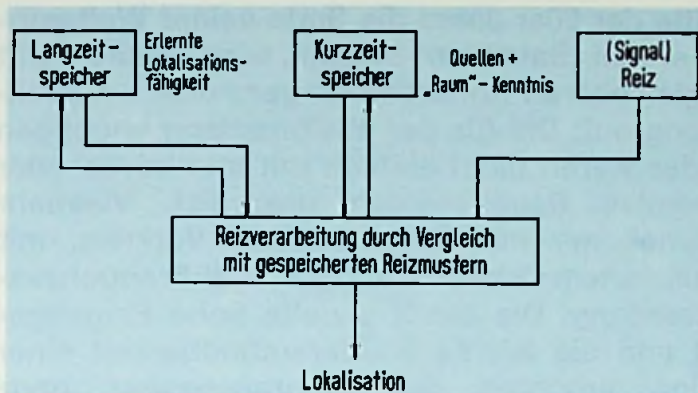 Langzeit-
speicher
Erlernte
Lokalisations-
fähigkeit
Kurzzeit-
speicher
Quellen +
„Raum"-Kenntnis
(Signal)
Reiz
Reizverarbeitung durch Vergleich
mit gespeicherten Reizmustern
Lokalisation